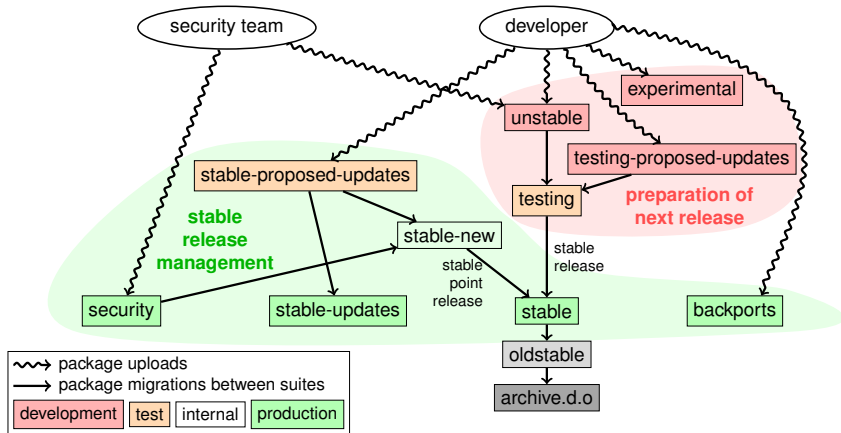 security team
developer
experimental
unstable
testing-proposed-updates
stable-proposed-updates
testing
preparation of
next release
stable
release
management
stable-new
stable
release
stable
point
release
security
stable-updates
stable
backports
oldstable
archive.d.o
package uploads
package migrations between suites
development
test
internal
production